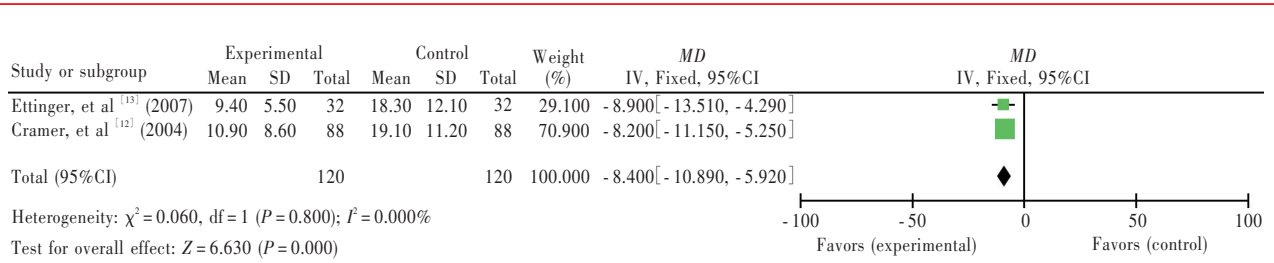 Experimental Control Weight MD MD
Study or subgroup Mean SD Total Mean SD Total (%) IV, Fixed, 95%CI IV, Fixed, 95%CI
Ettinger, et al [13] (2007) 9.40 5.50 32 18.30 12.10 32 29.100 -8.900[-13.510, -4.290]
Cramer, et al [12] (2004) 10.90 8.60 88 19.10 11.20 88 70.900 -8.200[-11.150, -5.250]
Total (95%CI) 120 120 100.000 -8.400[-10.890, -5.920]
Heterogeneity: χ²=0.060, df=1 (P=0.800); I²=0.000%
-100 -50 0 50 100
Test for overall effect: Z=6.630 (P=0.000)
Favors (experimental) Favors (control)